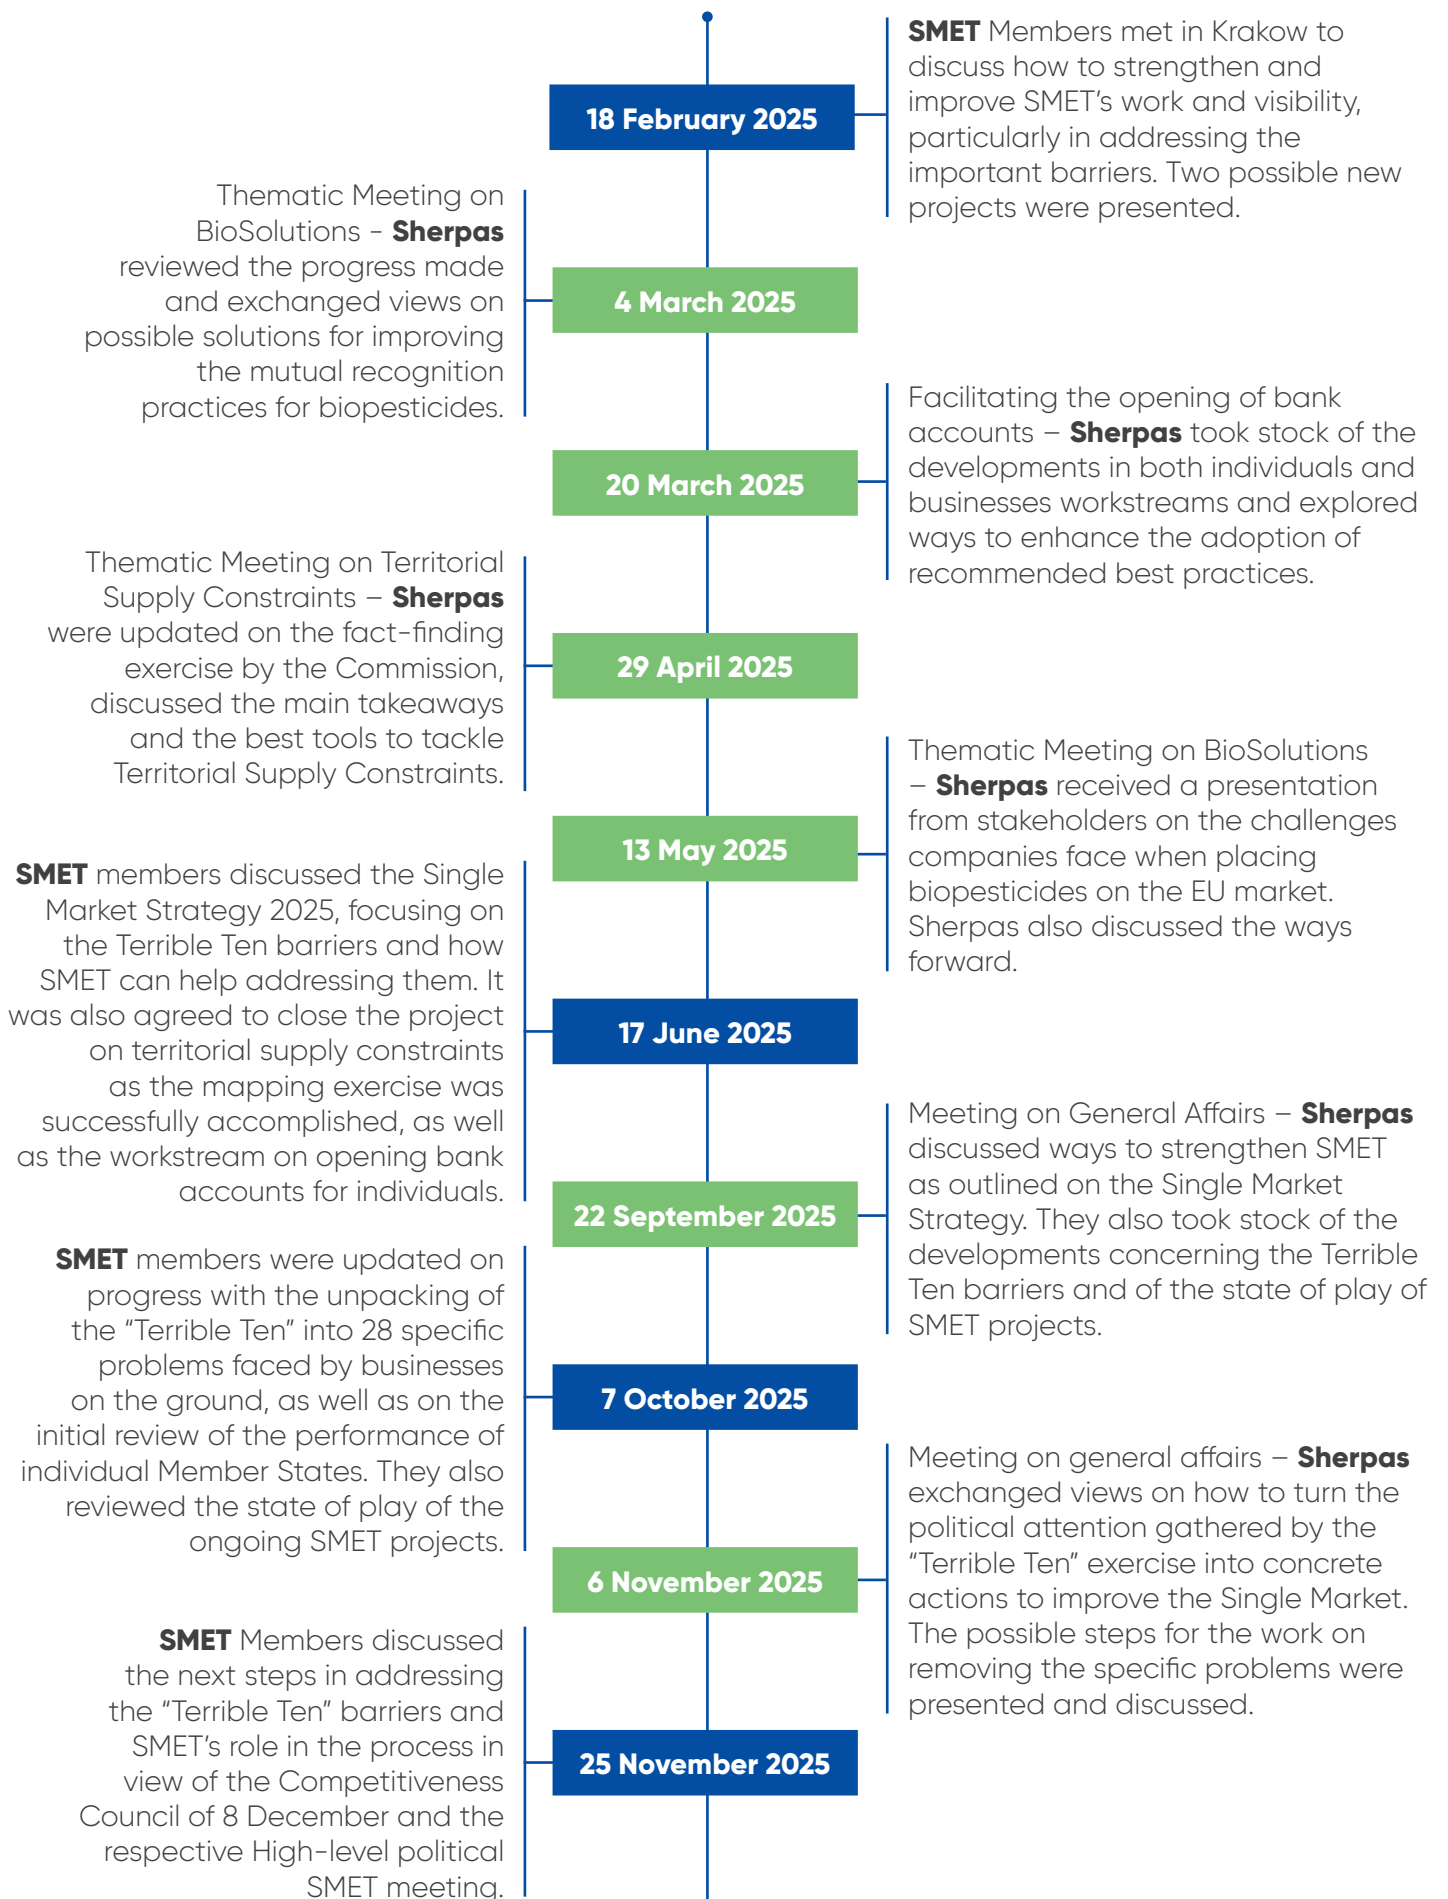 18 February 2025
SMET Members met in Krakow to
discuss how to strengthen and
improve SMET's work and visibility,
particularly in addressing the
important barriers. Two possible new
projects were presented.
4 March 2025
Thematic Meeting on
BioSolutions - Sherpas
reviewed the progress made
and exchanged views on
possible solutions for improving
the mutual recognition
practices for biopesticides.
20 March 2025
Facilitating the opening of bank
accounts – Sherpas took stock of the
developments in both individuals and
businesses workstreams and explored
ways to enhance the adoption of
recommended best practices.
29 April 2025
Thematic Meeting on Territorial
Supply Constraints – Sherpas
were updated on the fact-finding
exercise by the Commission,
discussed the main takeaways
and the best tools to tackle
Territorial Supply Constraints.
13 May 2025
Thematic Meeting on BioSolutions
– Sherpas received a presentation
from stakeholders on the challenges
companies face when placing
biopesticides on the EU market.
Sherpas also discussed the ways
forward.
17 June 2025
SMET members discussed the Single
Market Strategy 2025, focusing on
the Terrible Ten barriers and how
SMET can help addressing them. It
was also agreed to close the project
on territorial supply constraints
as the mapping exercise was
successfully accomplished, as well
as the workstream on opening bank
accounts for individuals.
22 September 2025
Meeting on General Affairs – Sherpas
discussed ways to strengthen SMET
as outlined on the Single Market
Strategy. They also took stock of the
developments concerning the Terrible
Ten barriers and of the state of play of
SMET projects.
7 October 2025
SMET members were updated on
progress with the unpacking of
the "Terrible Ten" into 28 specific
problems faced by businesses
on the ground, as well as on the
initial review of the performance of
individual Member States. They also
reviewed the state of play of the
ongoing SMET projects.
6 November 2025
Meeting on general affairs – Sherpas
exchanged views on how to turn the
political attention gathered by the
"Terrible Ten" exercise into concrete
actions to improve the Single Market.
The possible steps for the work on
removing the specific problems were
presented and discussed.
25 November 2025
SMET Members discussed
the next steps in addressing
the "Terrible Ten" barriers and
SMET's role in the process in
view of the Competitiveness
Council of 8 December and the
respective High-level political
SMET meeting.